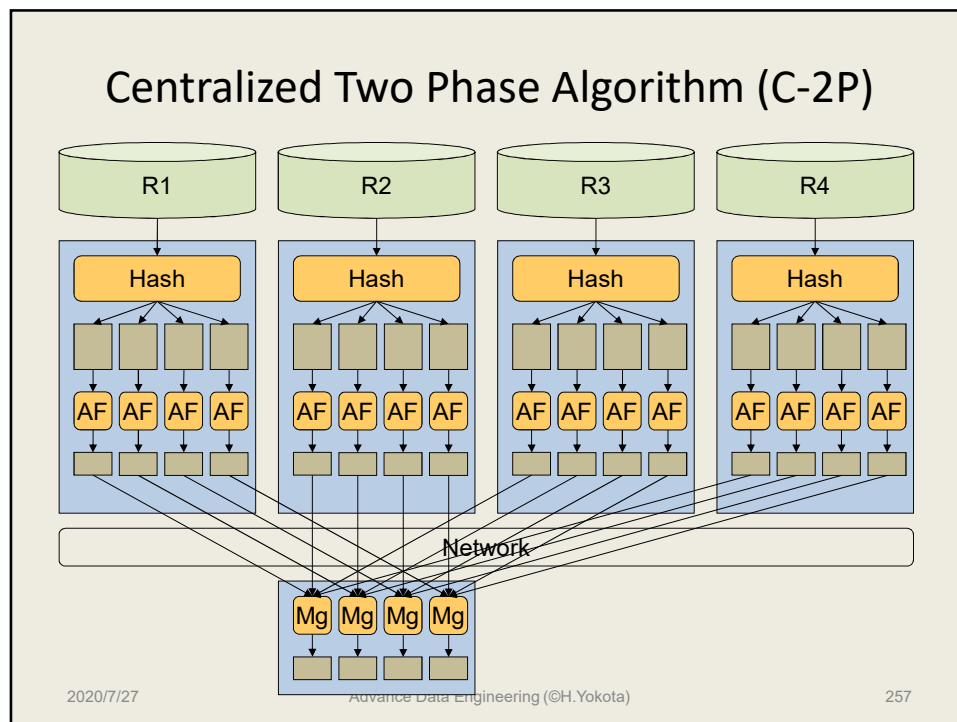 Centralized Two Phase Algorithm (C-2P)
R1 R2 R3 R4
Hash Hash Hash Hash
AF AF AF AF AF AF AF AF AF AF AF AF AF AF AF AF
Network
Mg Mg Mg Mg
2020/7/27 Advance Data Engineering (©H.Yokota) 257